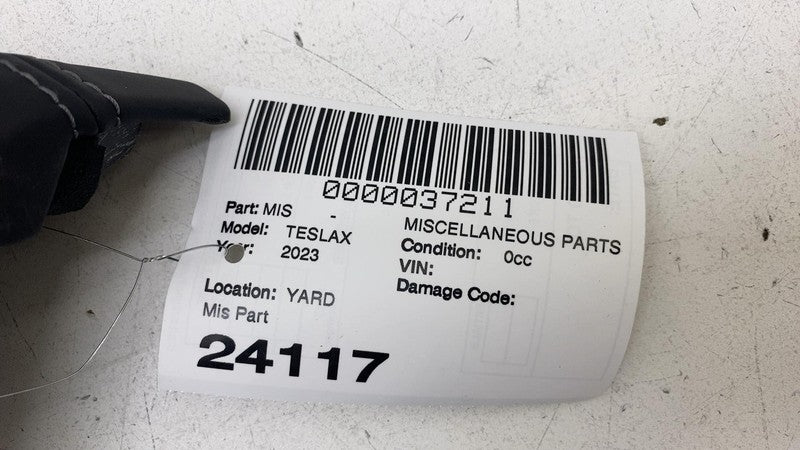 0000037211
Part: MIS - MISCELLANEOUS PARTS
Model: TESLAX Condition: 0cc
Year: 2023 VIN:
Location: YARD Damage Code:
Mis Part
24117